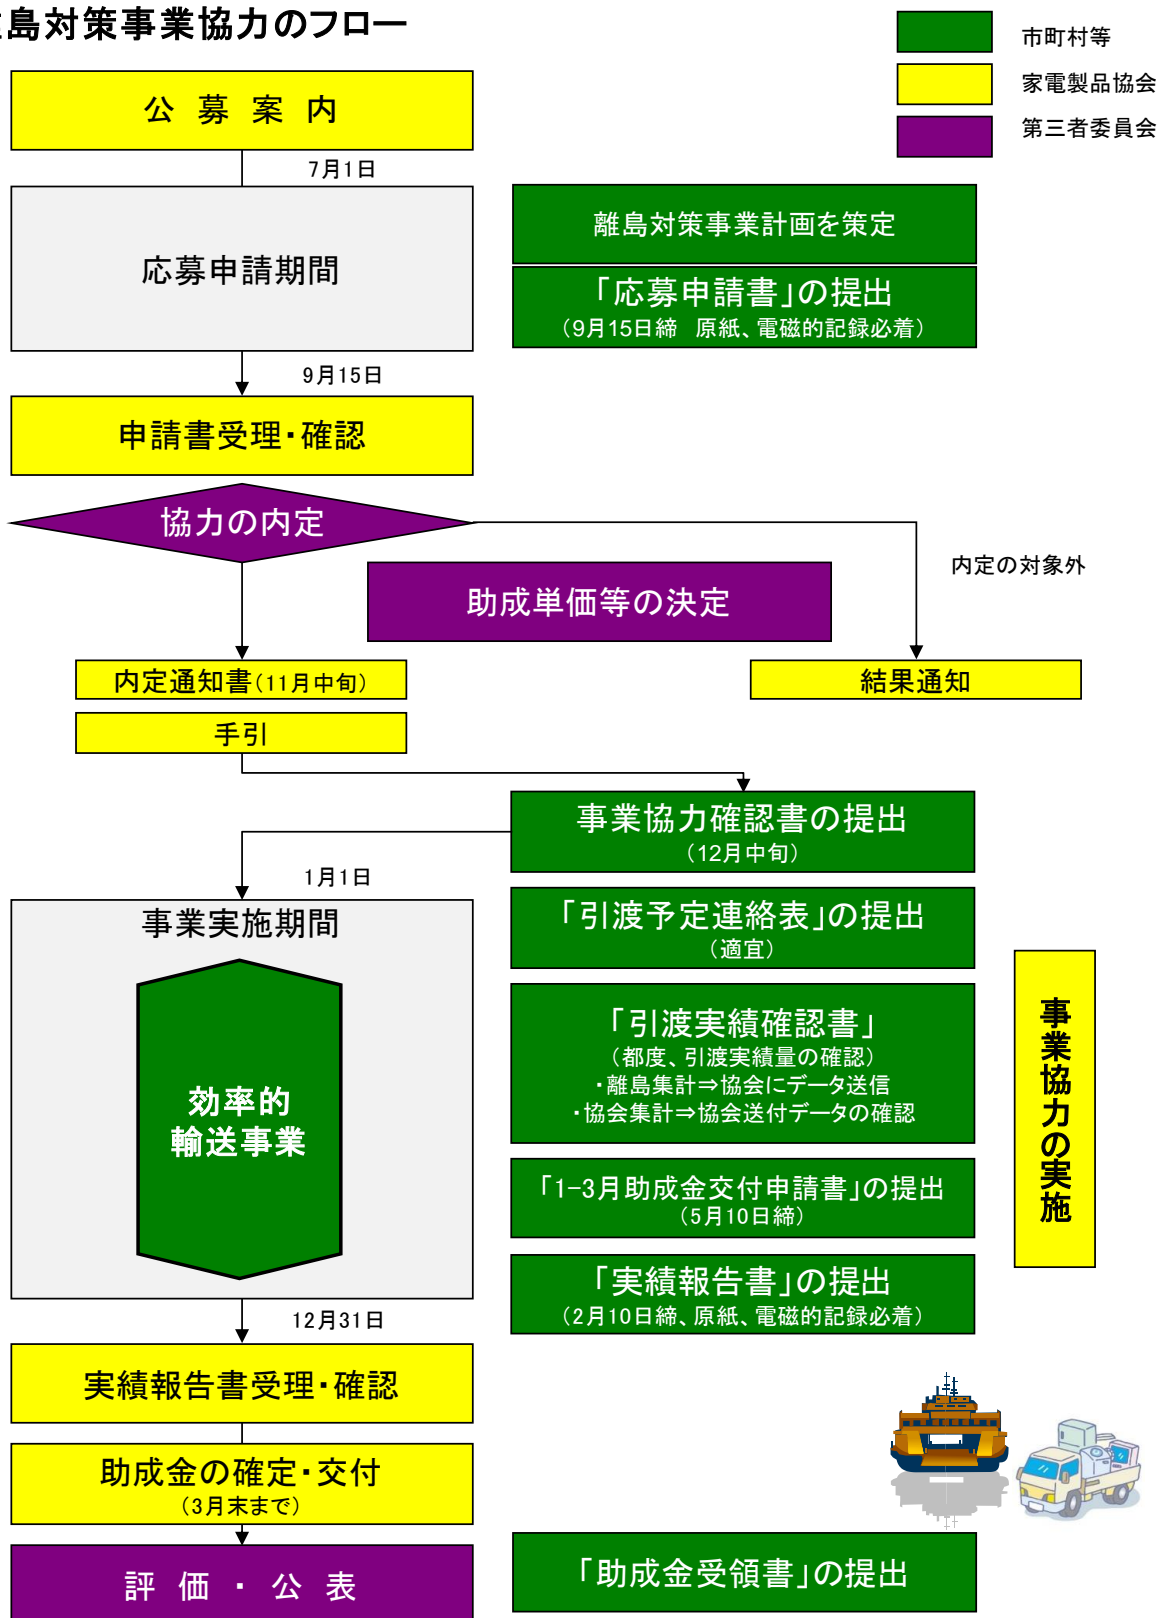 島対策事業協力のフロー
市町村等
家電製品協会
第三者委員会
公 募 案 内
7月1日
応募申請期間
離島対策事業計画を策定
「応募申請書」の提出
(9月15日締 原紙、電磁的記録必着)
9月15日
申請書受理・確認
協力の内定
内定の対象外
助成単価等の決定
内定通知書(11月中旬)
結果通知
手引
事業協力確認書の提出
(12月中旬)
1月1日
事業実施期間
効率的
輸送事業
「引渡予定連絡表」の提出
(適宜)
「引渡実績確認書」
(都度、引渡実績量の確認)
・離島集計⇒協会にデータ送信
・協会集計⇒協会送付データの確認
「1-3月助成金交付申請書」の提出
(5月10日締)
「実績報告書」の提出
(2月10日締、原紙、電磁的記録必着)
事業協力の実施
12月31日
実績報告書受理・確認
助成金の確定・交付
(3月末まで)
評 価 ・ 公 表
「助成金受領書」の提出